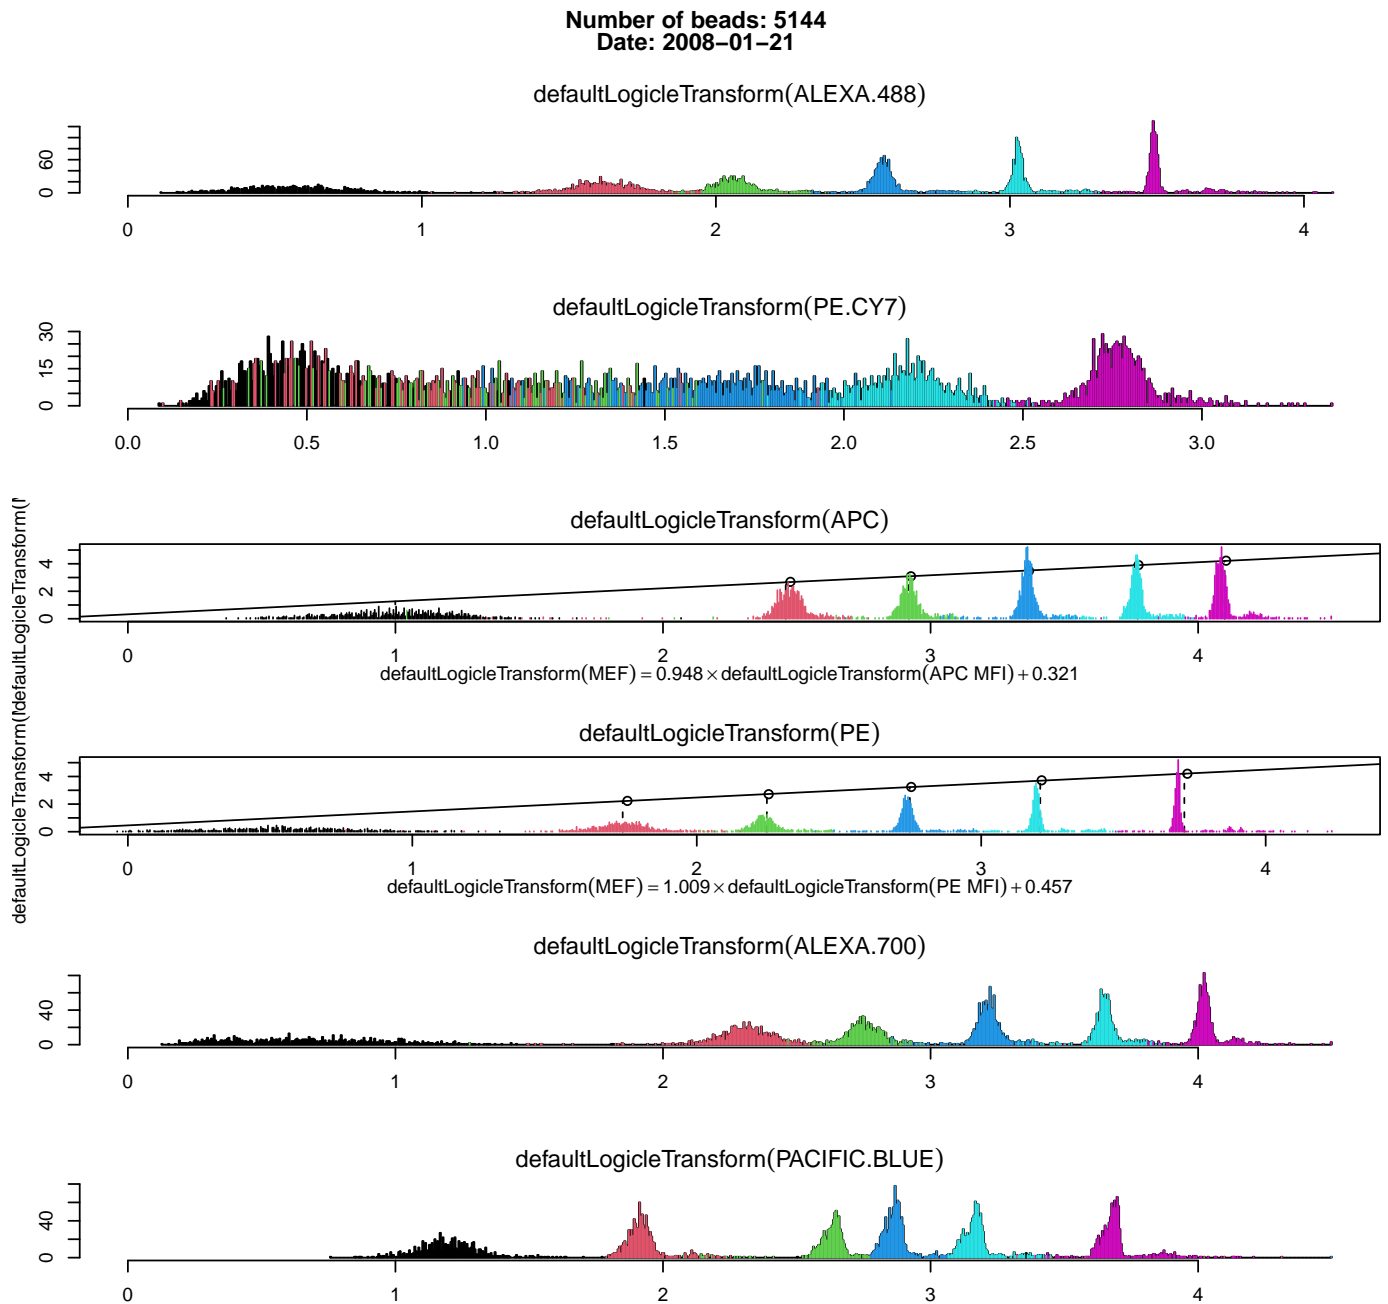 Number of beads: 5144
Date: 2008−01−21
defaultLogicleTransform(ALEXA.488)
0 60
0 1 2 3 4
defaultLogicleTransform(PE.CY7)
0 15 30
0.0 0.5 1.0 1.5 2.0 2.5 3.0
defaultLogicleTransform(APC)
defaultLogicleTransform(
0 2 4
0 1 2 3 4
defaultLogicleTransform(MEF) = 0.948 × defaultLogicleTransform(APC MFI) + 0.321
defaultLogicleTransform(PE)
defaultLogicleTransform(
0 2 4
0 1 2 3 4
defaultLogicleTransform(MEF) = 1.009 × defaultLogicleTransform(PE MFI) + 0.457
defaultLogicleTransform(ALEXA.700)
0 40
0 1 2 3 4
defaultLogicleTransform(PACIFIC.BLUE)
0 40
0 1 2 3 4